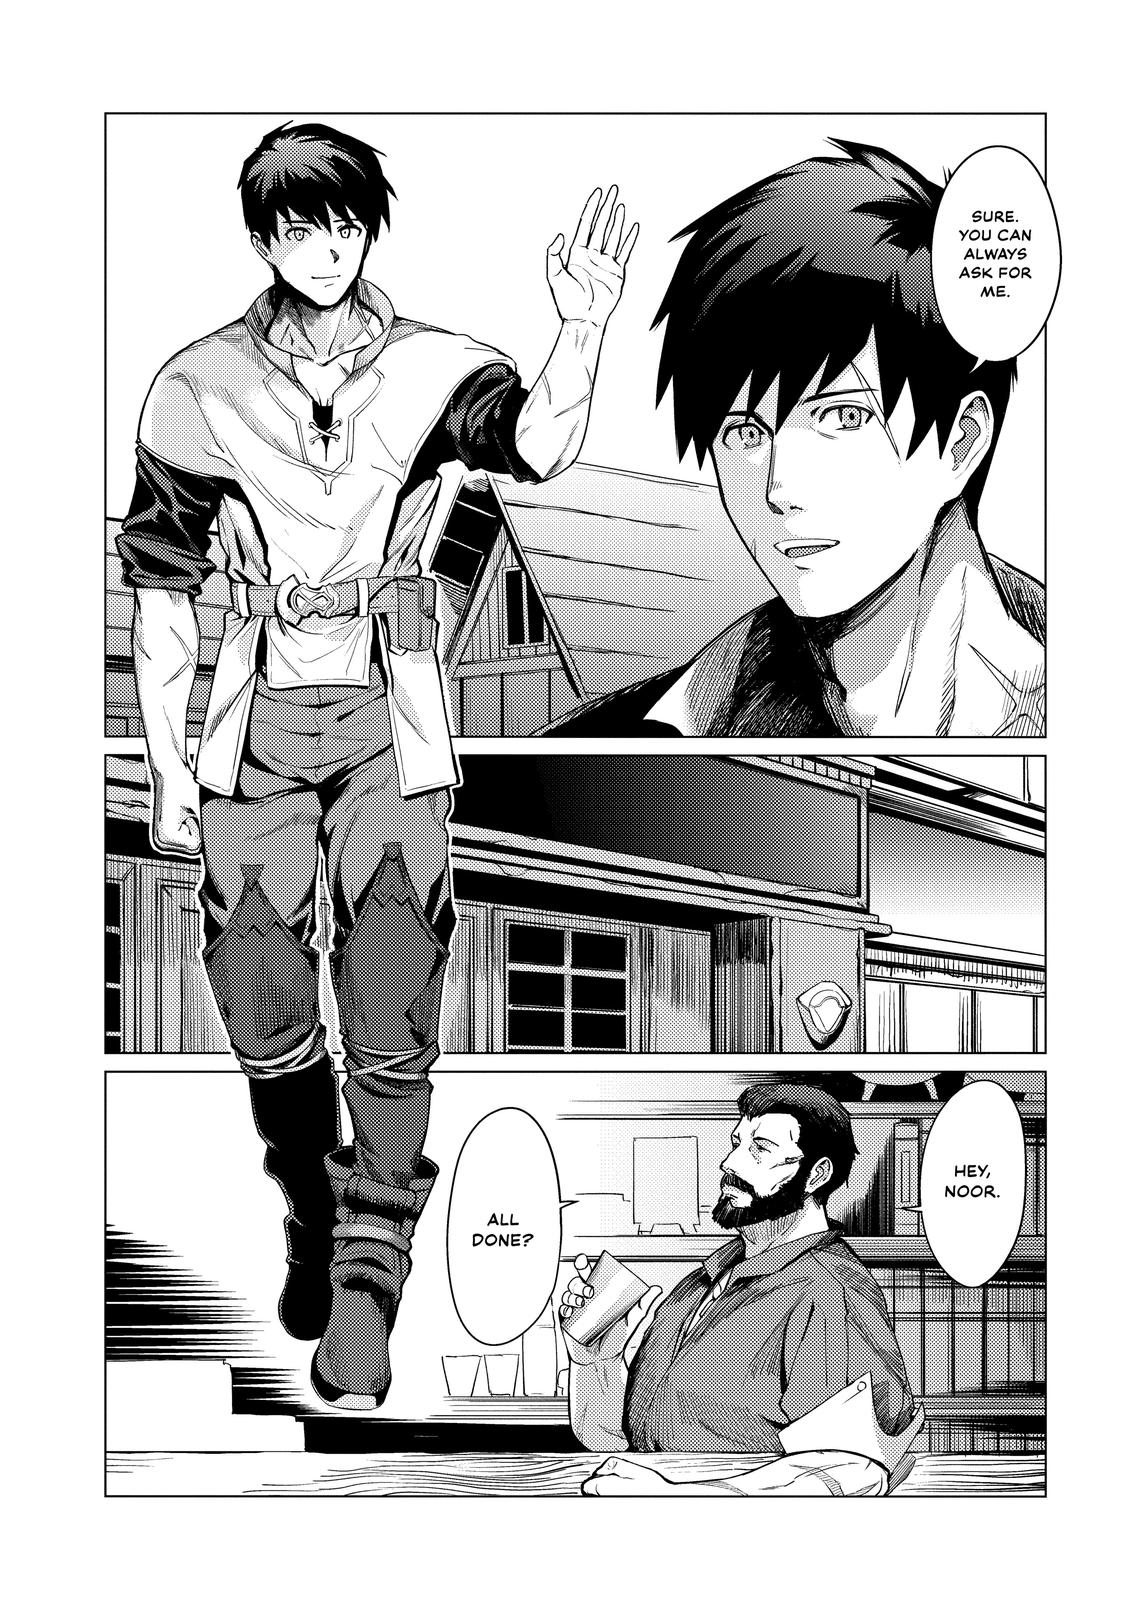 SURE.
YOU CAN
ALWAYS
ASK FOR
ME.
HEY,
NOOR.
ALL
DONE?